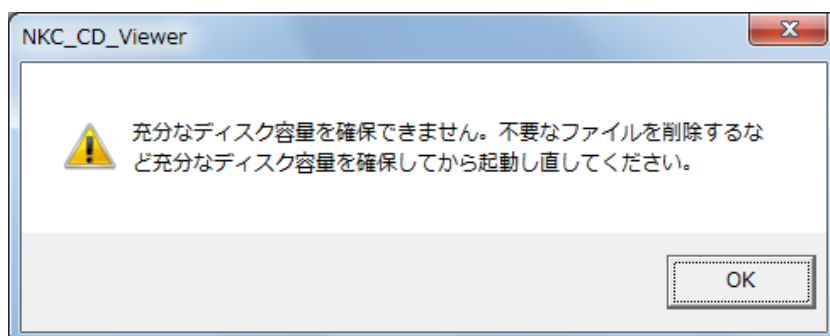 NKC_CD_Viewer
充分なディスク容量を確保できません。不要なファイルを削除するな
ど充分なディスク容量を確保してから起動し直してください。
OK